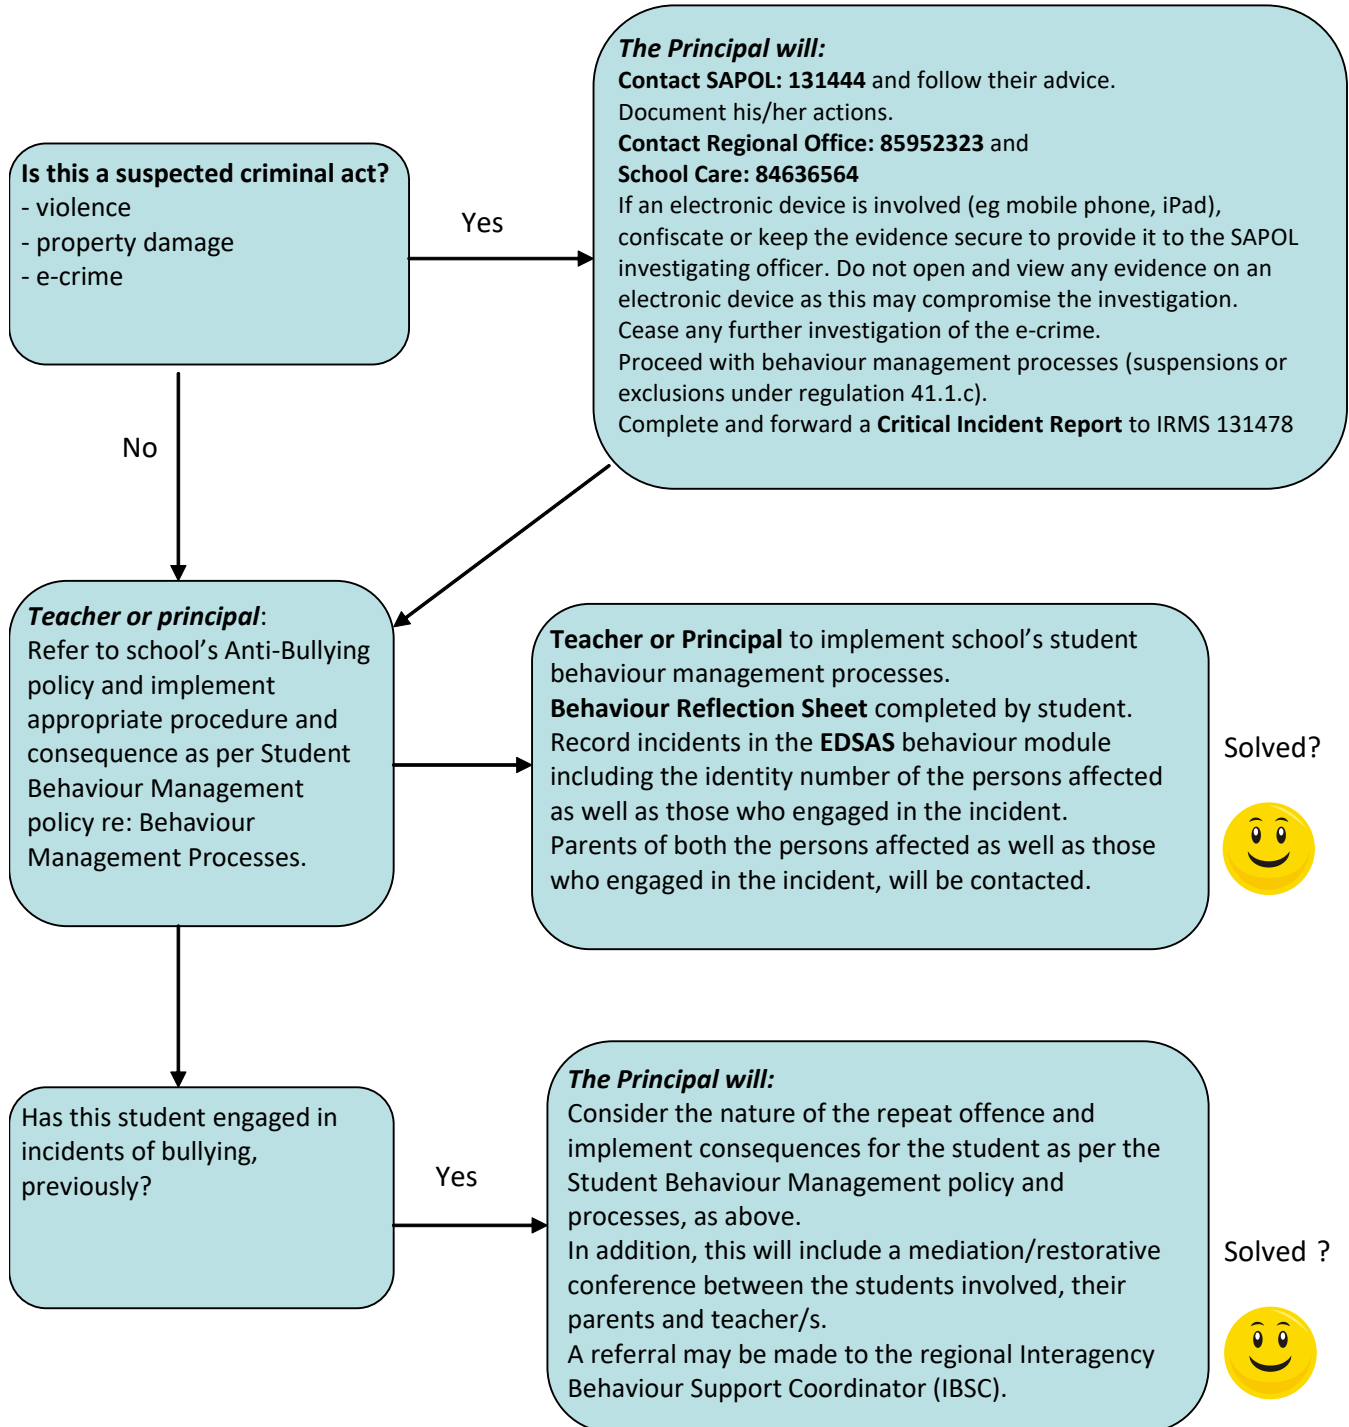 The Principal will:
Contact SAPOL: 131444 and follow their advice.
Document his/her actions.
Contact Regional Office: 85952323 and
School Care: 84636564
If an electronic device is involved (eg mobile phone, iPad),
confiscate or keep the evidence secure to provide it to the SAPOL
investigating officer. Do not open and view any evidence on an
electronic device as this may compromise the investigation.
Cease any further investigation of the e-crime.
Proceed with behaviour management processes (suspensions or
exclusions under regulation 41.1.c).
Complete and forward a Critical Incident Report to IRMS 131478
Is this a suspected criminal act?
- violence
- property damage
- e-crime
Yes
No
Teacher or principal:
Refer to school's Anti-Bullying
policy and implement
appropriate procedure and
consequence as per Student
Behaviour Management
policy re: Behaviour
Management Processes.
Teacher or Principal to implement school's student
behaviour management processes.
Behaviour Reflection Sheet completed by student.
Record incidents in the EDSAS behaviour module
including the identity number of the persons affected
as well as those who engaged in the incident.
Parents of both the persons affected as well as those
who engaged in the incident, will be contacted.
Solved?
Has this student engaged in
incidents of bullying,
previously?
Yes
The Principal will:
Consider the nature of the repeat offence and
implement consequences for the student as per the
Student Behaviour Management policy and
processes, as above.
In addition, this will include a mediation/restorative
conference between the students involved, their
parents and teacher/s.
A referral may be made to the regional Interagency
Behaviour Support Coordinator (IBSC).
Solved ?